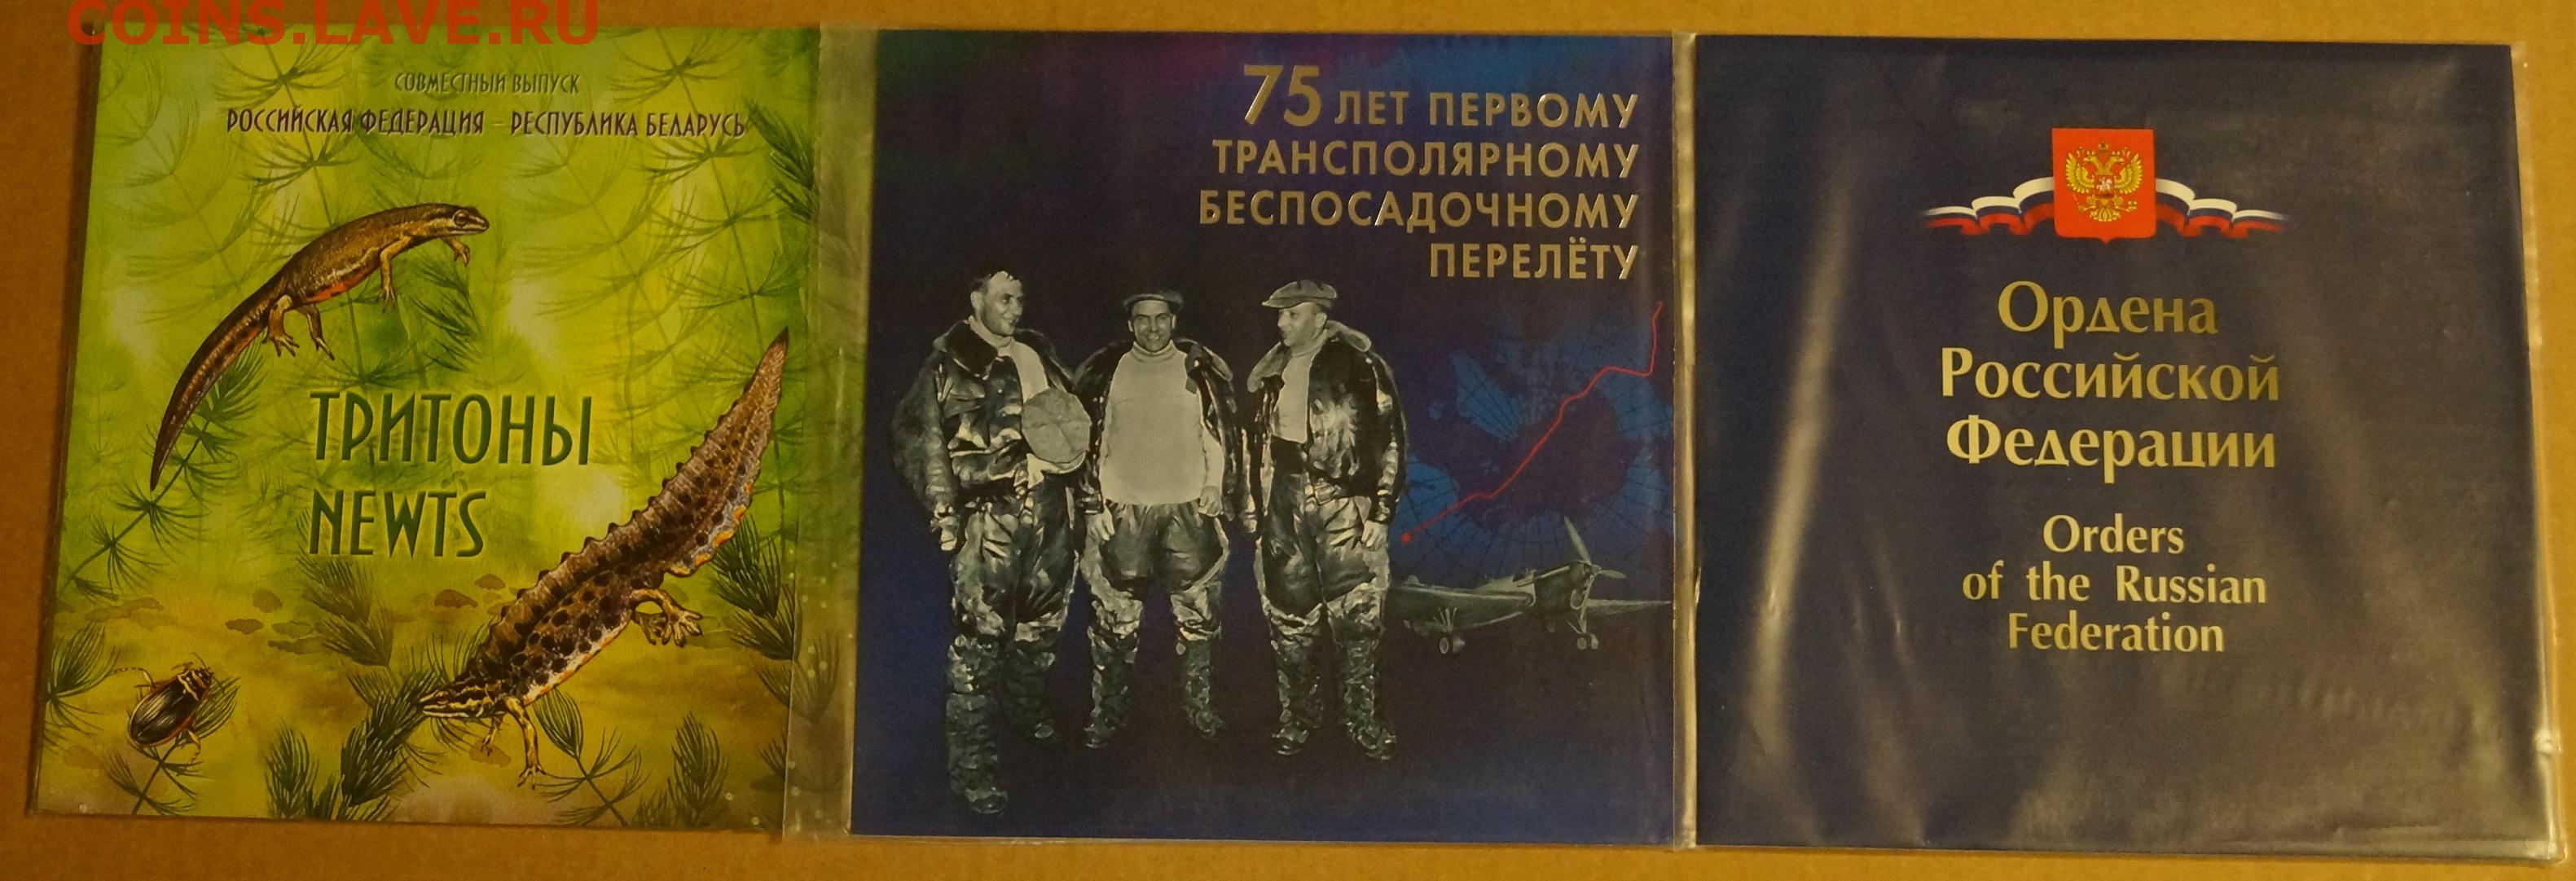 COINS.LAVE.RU
СОВМЕСТНЫЙ ВЫПУСК
РОССИЙСКАЯ ФЕДЕРАЦИЯ – РЕСПУБЛИКА БЕЛАРУСЬ
ТРИТОНЫ
NEWTS
75 ЛЕТ ПЕРВОМУ
ТРАНСПОЛЯРНОМУ
БЕСПОСАДОЧНОМУ
ПЕРЕЛЁТУ
Ордена
Российской
Федерации
Orders
of the Russian
Federation